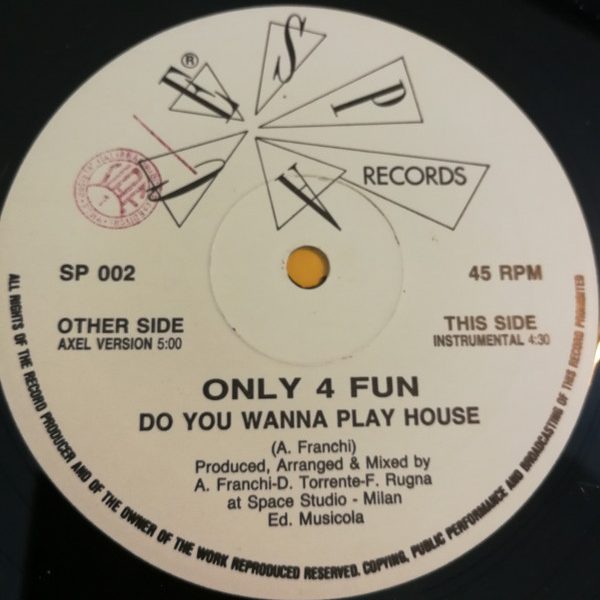 S
P
A
C
E
®
RECORDS
SIAE
SP 002
45 RPM
OTHER SIDE
AXEL VERSION 5:00
THIS SIDE
INSTRUMENTAL 4:30
ONLY 4 FUN
DO YOU WANNA PLAY HOUSE
(A. Franchi)
Produced, Arranged & Mixed by
A. Franchi-D. Torrente-F. Rugna
at Space Studio - Milan
Ed. Musicola
ALL RIGHTS OF THE RECORD PRODUCER AND OF THE OWNER OF THE WORK REPRODUCED RESERVED. COPYING, PUBLIC PERFORMANCE AND BROADCASTING OF THIS RECORD PROHIBITED